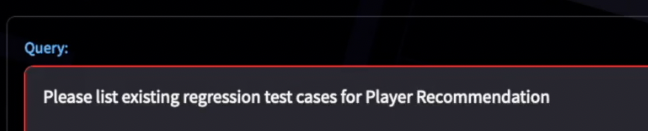 Query:
Please list existing regression test cases for Player Recommendation